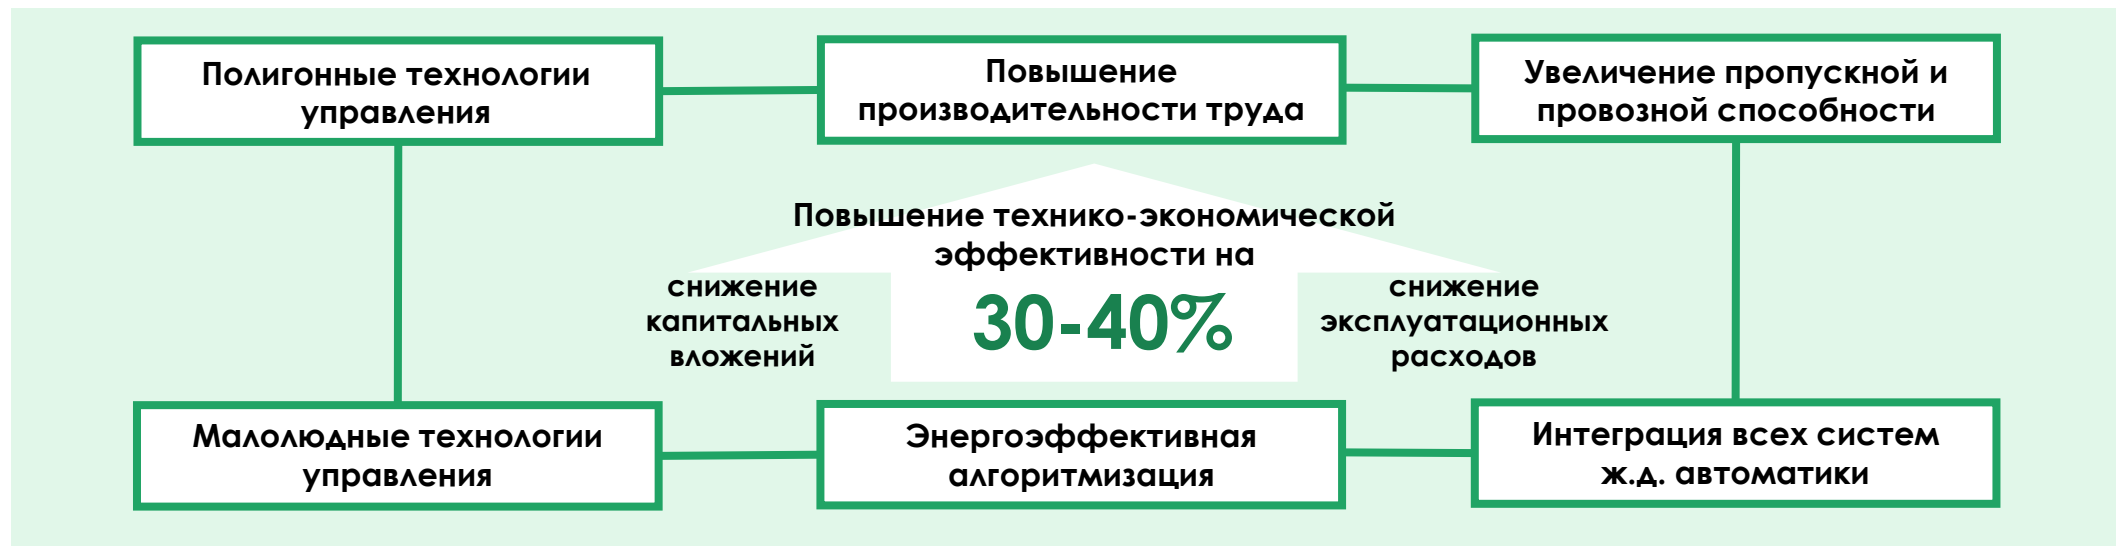 Полигонные технологии
управления
Повышение
производительности труда
Увеличение пропускной и
провозной способности
Повышение технико-экономической
эффективности на
30-40%
снижение
капитальных
вложений
снижение
эксплуатационных
расходов
Малолюдные технологии
управления
Энергоэффективная
алгоритмизация
Интеграция всех систем
ж.д. автоматики